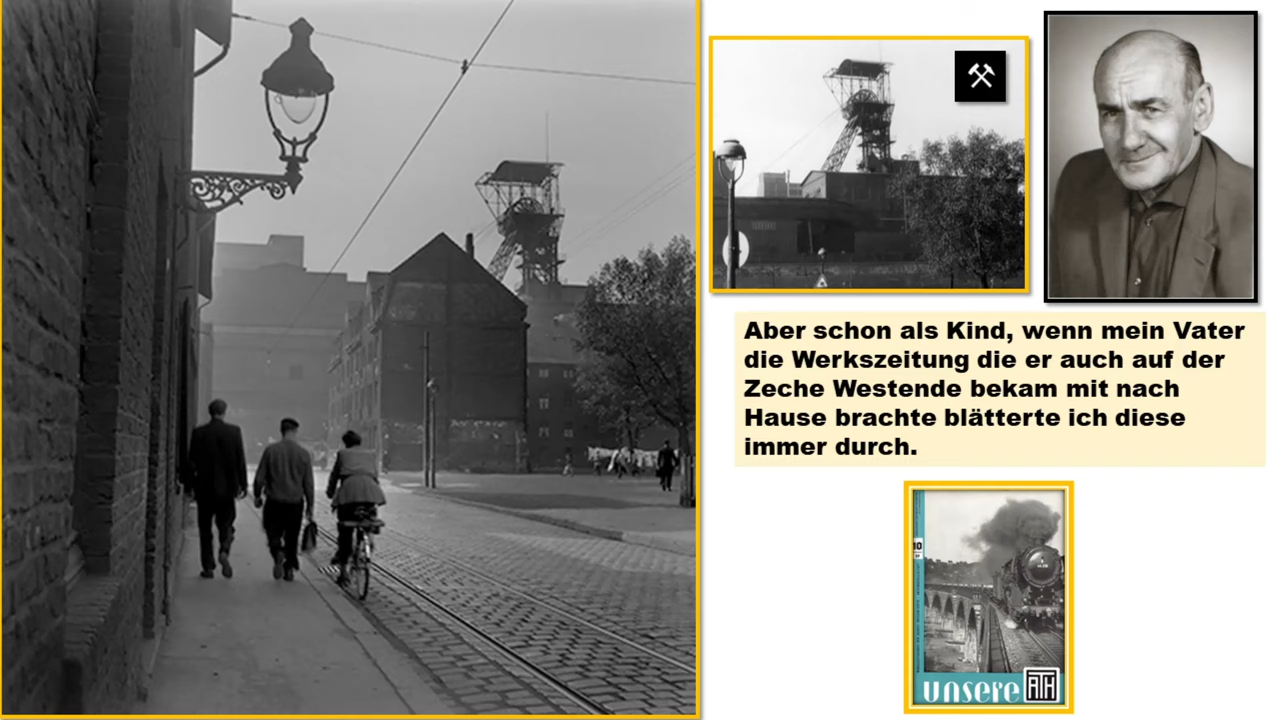 Aber schon als Kind, wenn mein Vater
die Werkszeitung die er auch auf der
Zeche Westende bekam mit nach
Hause brachte blätterte ich diese
immer durch.
10
unsere ATH